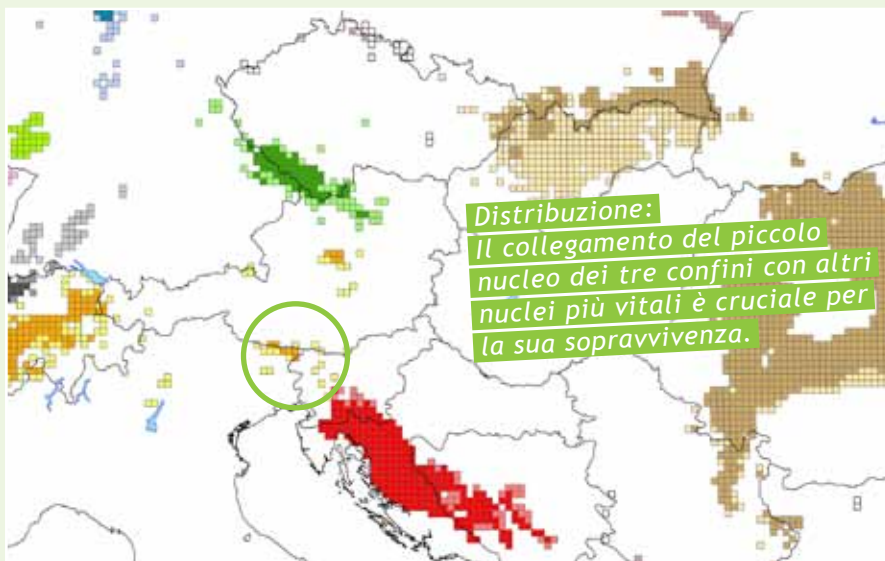 Distribuzione:
Il collegamento del piccolo
nucleo dei tre confini con altri
nuclei più vitali è cruciale per
la sua sopravvivenza.